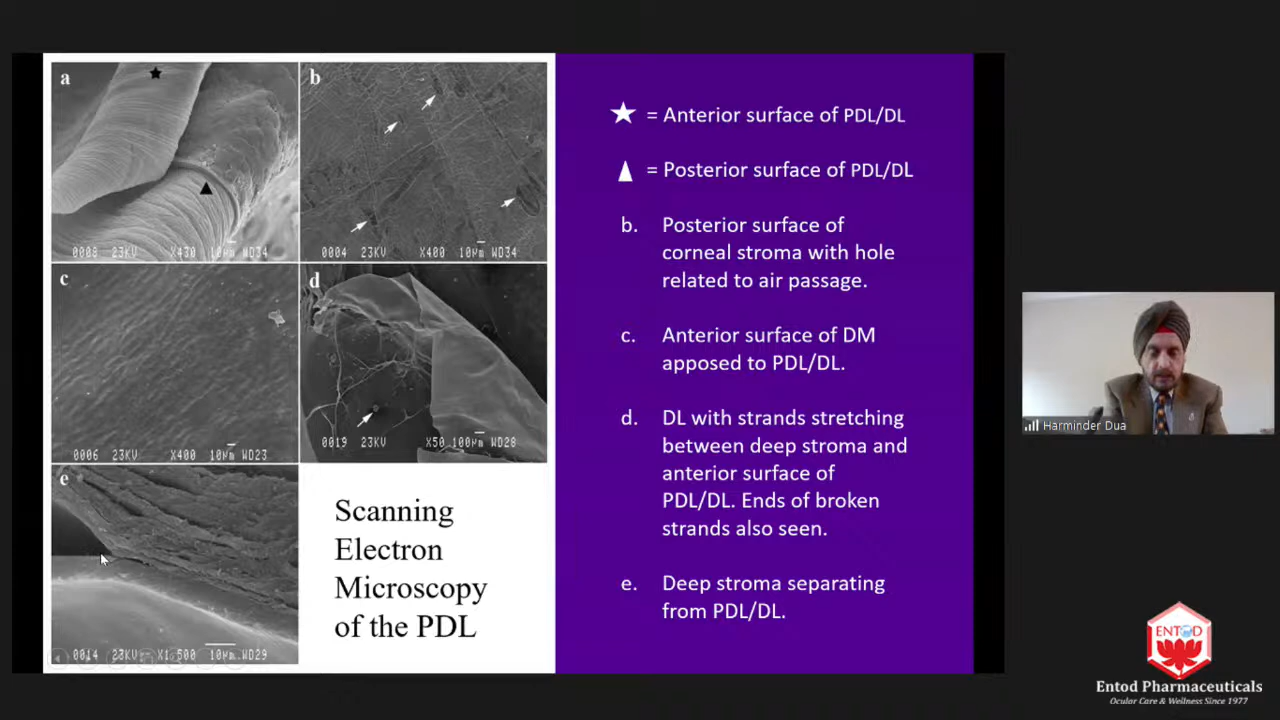 a
0008 23KV X430 10µm WD34
b
0004 23KV X400 10µm WD34
c
0006 23KV X400 10µm WD23
d
0019 23KV X50 100µm WD28
e
0014 23KV X1,500 10µm WD29
Scanning
Electron
Microscopy
of the PDL
★ = Anterior surface of PDL/DL
▲ = Posterior surface of PDL/DL
b. Posterior surface of
corneal stroma with hole
related to air passage.
c. Anterior surface of DM
apposed to PDL/DL.
d. DL with strands stretching
between deep stroma and
anterior surface of
PDL/DL. Ends of broken
strands also seen.
e. Deep stroma separating
from PDL/DL.
Harminder Dua
ENTOD
Entod Pharmaceuticals
Ocular Care & Wellness Since 1977